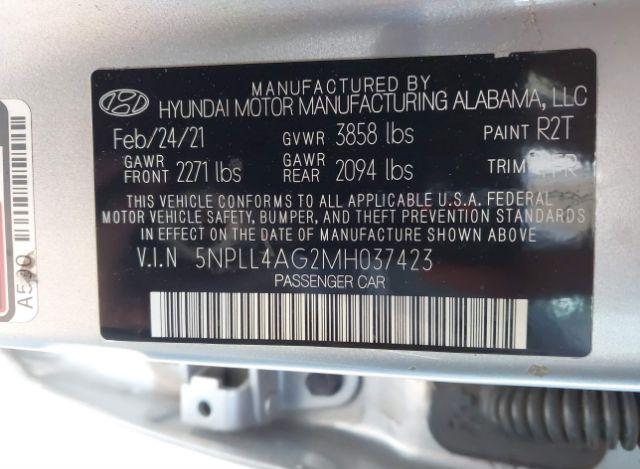 MANUFACTURED BY
HYUNDAI MOTOR MANUFACTURING ALABAMA, LLC
Feb/24/21 GVWR 3858 lbs PAINT R2T
GAWR FRONT 2271 lbs GAWR REAR 2094 lbs TRIM
THIS VEHICLE CONFORMS TO ALL APPLICABLE U.S.A. FEDERAL
MOTOR VEHICLE SAFETY, BUMPER, AND THEFT PREVENTION STANDARDS
IN EFFECT ON THE DATE OF MANUFACTURE SHOWN ABOVE
V.I.N 5NPLL4AG2MH037423
PASSENGER CAR